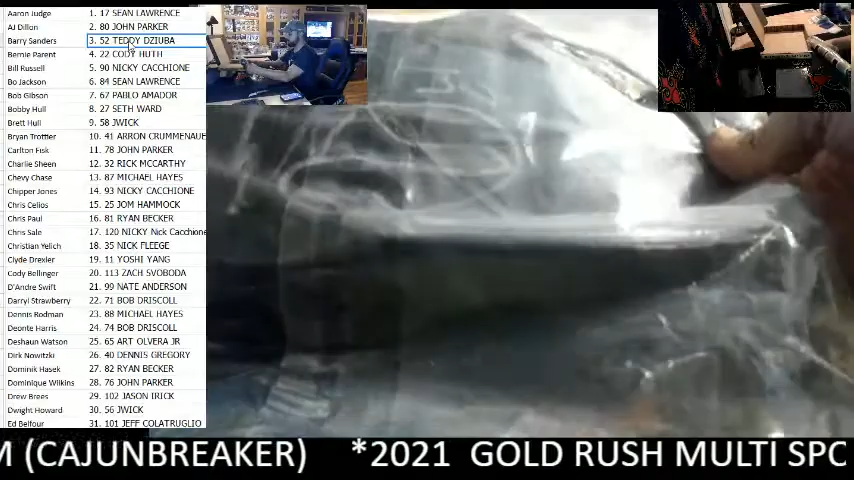 Aaron Judge 1. 17 SEAN LAWRENCE
AJ Dillon 2. 80 JOHN PARKER
Barry Sanders 3. 52 TEDDY DZIUBA
Bernie Parent 4. 22 CODY HUTH
Bill Russell 5. 90 NICKY CACCHIONE
Bo Jackson 6. 84 SEAN LAWRENCE
Bob Gibson 7. 67 PABLO AMADOR
Bobby Hull 8. 27 SETH WARD
Brett Hull 9. 58 JWICK
Bryan Trottier 10. 41 ARRON CRUMMENAUE
Carlton Fisk 11. 78 JOHN PARKER
Charlie Sheen 12. 32 RICK MCCARTHY
Chevy Chase 13. 87 MICHAEL HAYES
Chipper Jones 14. 93 NICKY CACCHIONE
Chris Celios 15. 25 JOM HAMMOCK
Chris Paul 16. 81 RYAN BECKER
Chris Sale 17. 120 NICKY Nick Cacchione
Christian Yelich 18. 35 NICK FLEEGE
Clyde Drexler 19. 11 YOSHI YANG
Cody Bellinger 20. 113 ZACH SVOBODA
D'Andre Swift 21. 99 NATE ANDERSON
Darryl Strawberry 22. 71 BOB DRISCOLL
Dennis Rodman 23. 88 MICHAEL HAYES
Deonte Harris 24. 74 BOB DRISCOLL
Deshaun Watson 25. 65 ART OLVERA JR
Dirk Nowitzki 26. 40 DENNIS GREGORY
Dominik Hasek 27. 82 RYAN BECKER
Dominique Wilkins 28. 76 JOHN PARKER
Drew Brees 29. 102 JASON IRICK
Dwight Howard 30. 56 JWICK
Ed Belfour 31. 101 JEFF COLATRUGLIO
M (CAJUNBREAKER) *2021 GOLD RUSH MULTI SPO